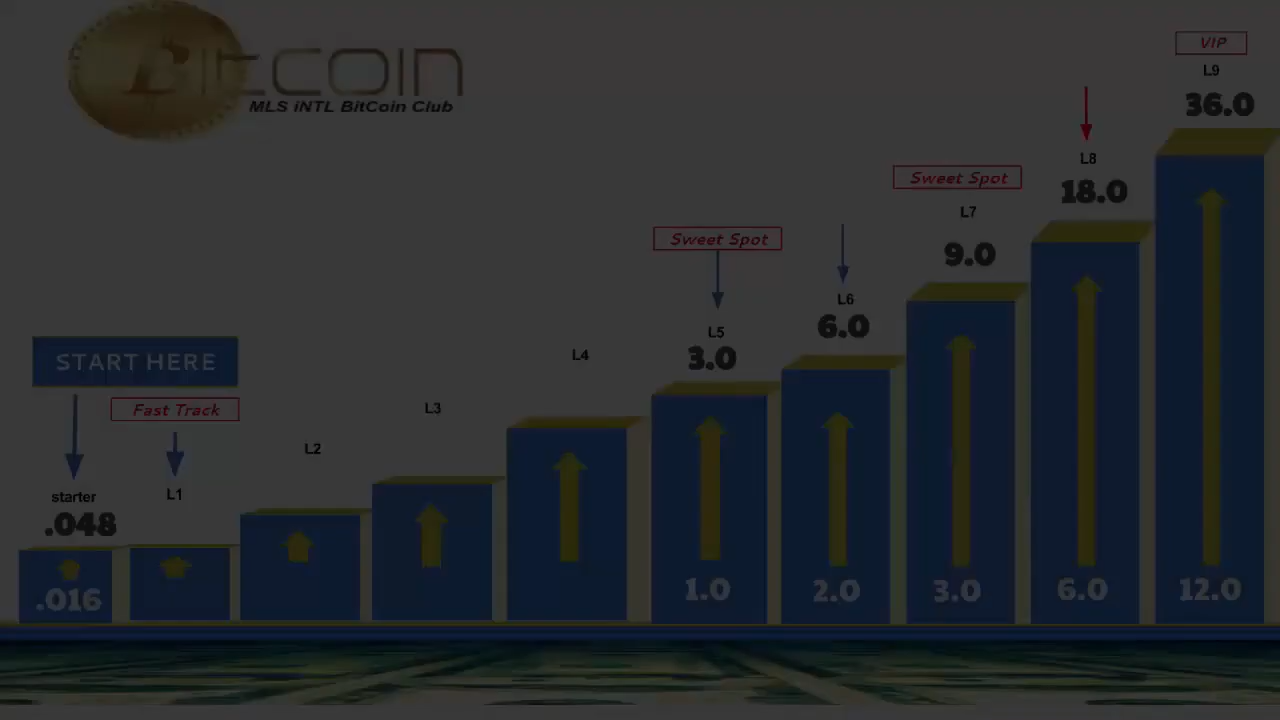 Bitcoin
MLS iNTL BitCoin Club
VIP
L9
36.0
L8
18.0
Sweet Spot
L7
9.0
Sweet Spot
L6
6.0
L5
3.0
L4
START HERE
Fast Track
L3
L2
starter
L1
.048
.016
1.0
2.0
3.0
6.0
12.0